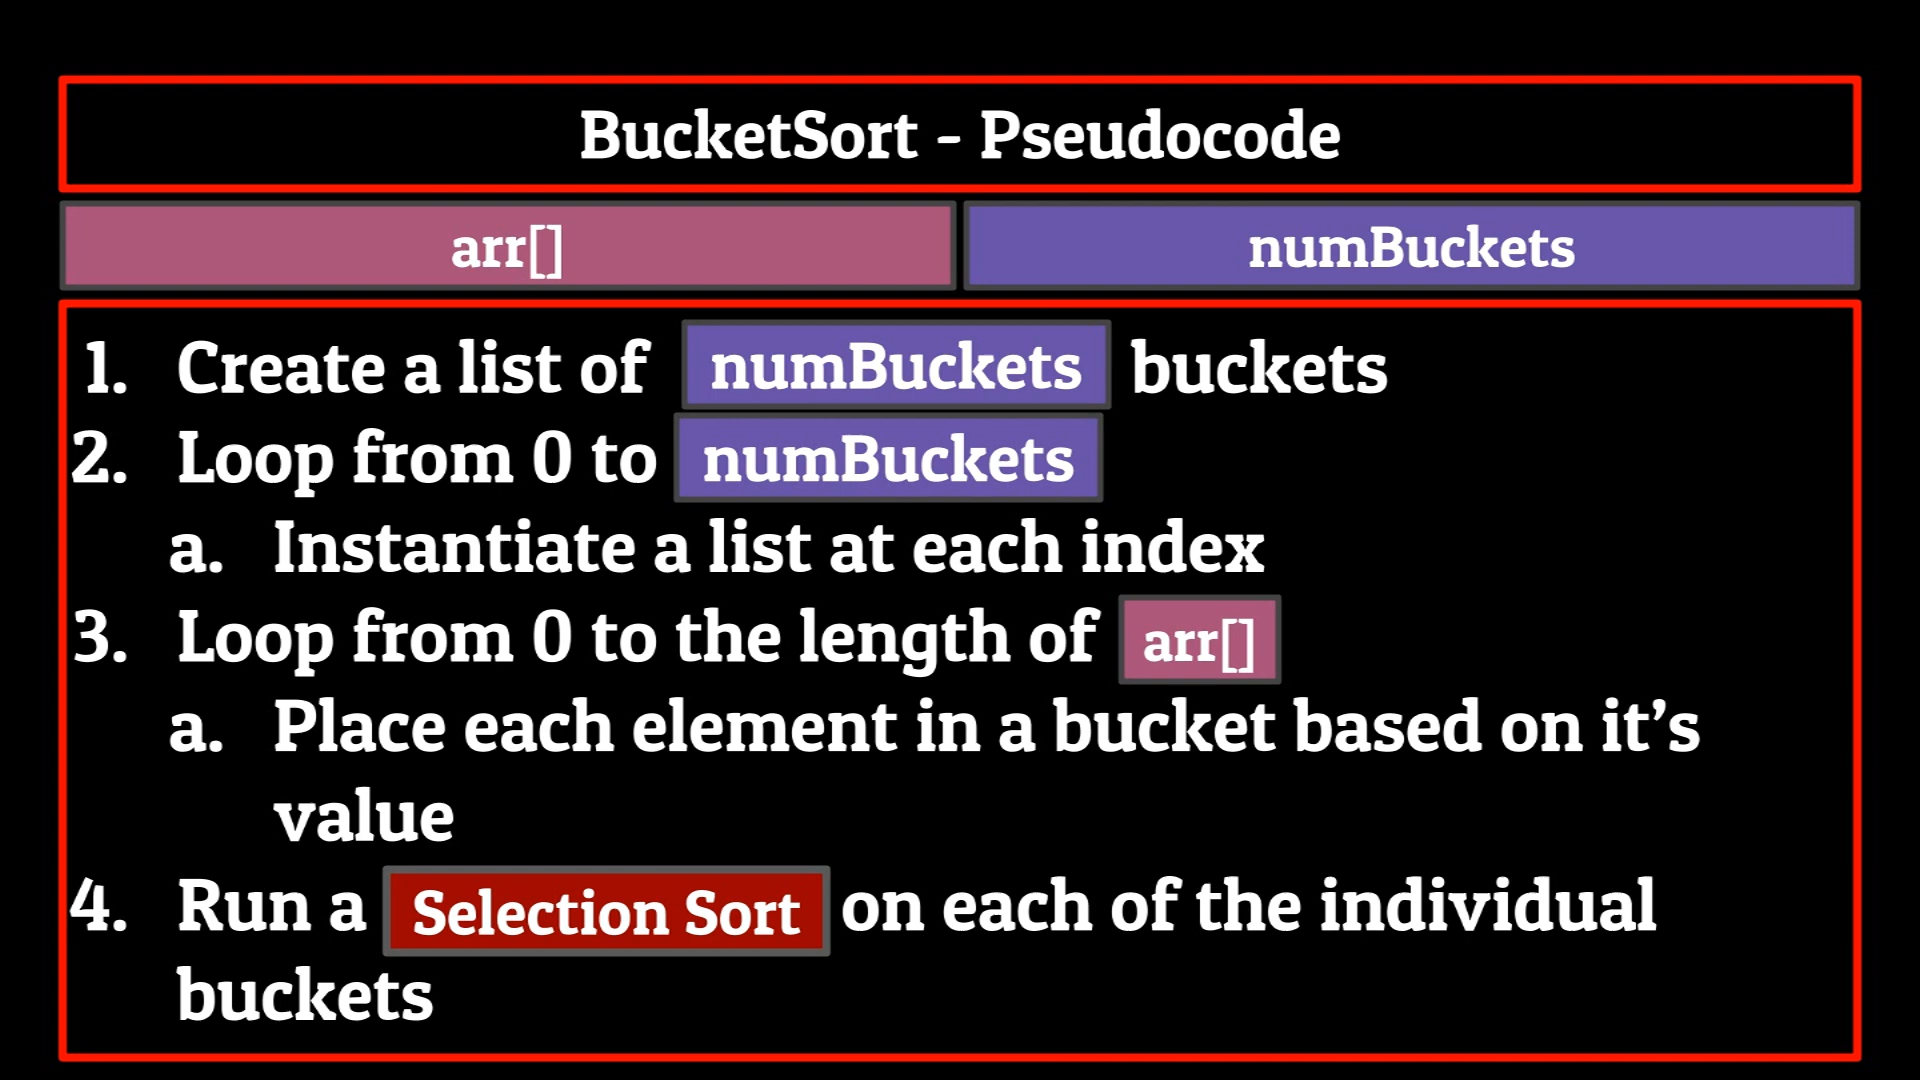 BucketSort - Pseudocode
arr[] numBuckets
1. Create a list of numBuckets buckets
2. Loop from 0 to numBuckets
a. Instantiate a list at each index
3. Loop from 0 to the length of arr[]
a. Place each element in a bucket based on it’s
value
4. Run a Selection Sort on each of the individual
buckets